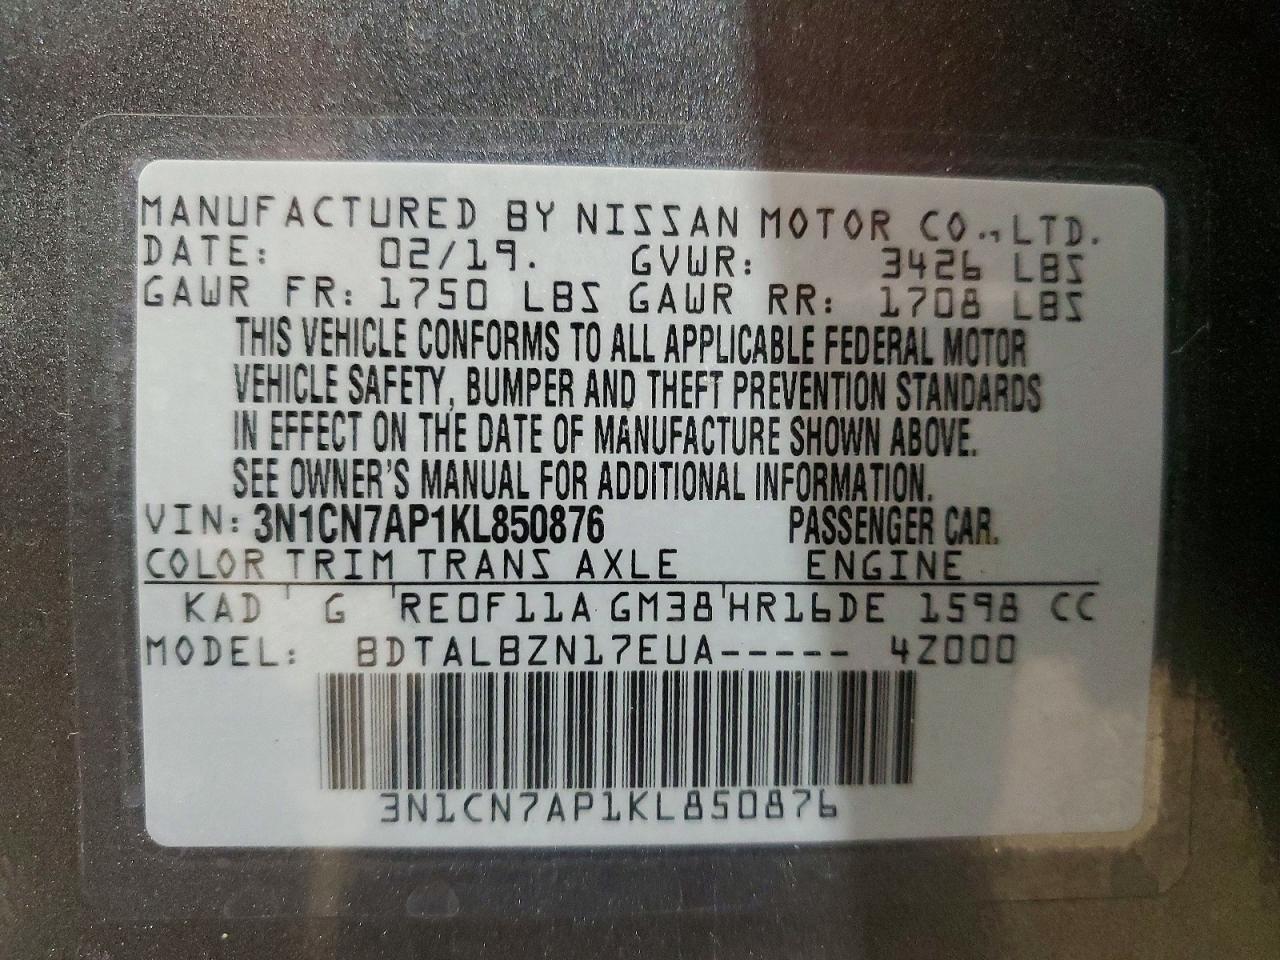 MANUFACTURED BY NISSAN MOTOR CO.,LTD.
DATE: 02/19. GVWR: 3426 LBS
GAWR FR: 1750 LBS GAWR RR: 1708 LBS
THIS VEHICLE CONFORMS TO ALL APPLICABLE FEDERAL MOTOR
VEHICLE SAFETY, BUMPER AND THEFT PREVENTION STANDARDS
IN EFFECT ON THE DATE OF MANUFACTURE SHOWN ABOVE.
SEE OWNER'S MANUAL FOR ADDITIONAL INFORMATION.
VIN: 3N1CN7AP1KL850876 PASSENGER CAR.
COLOR TRIM TRANS AXLE ENGINE
KAD G RE0F11A GM38 HR16DE 1598 CC
MODEL: BDTALBZN17EUA----- 4Z000
3N1CN7AP1KL850876